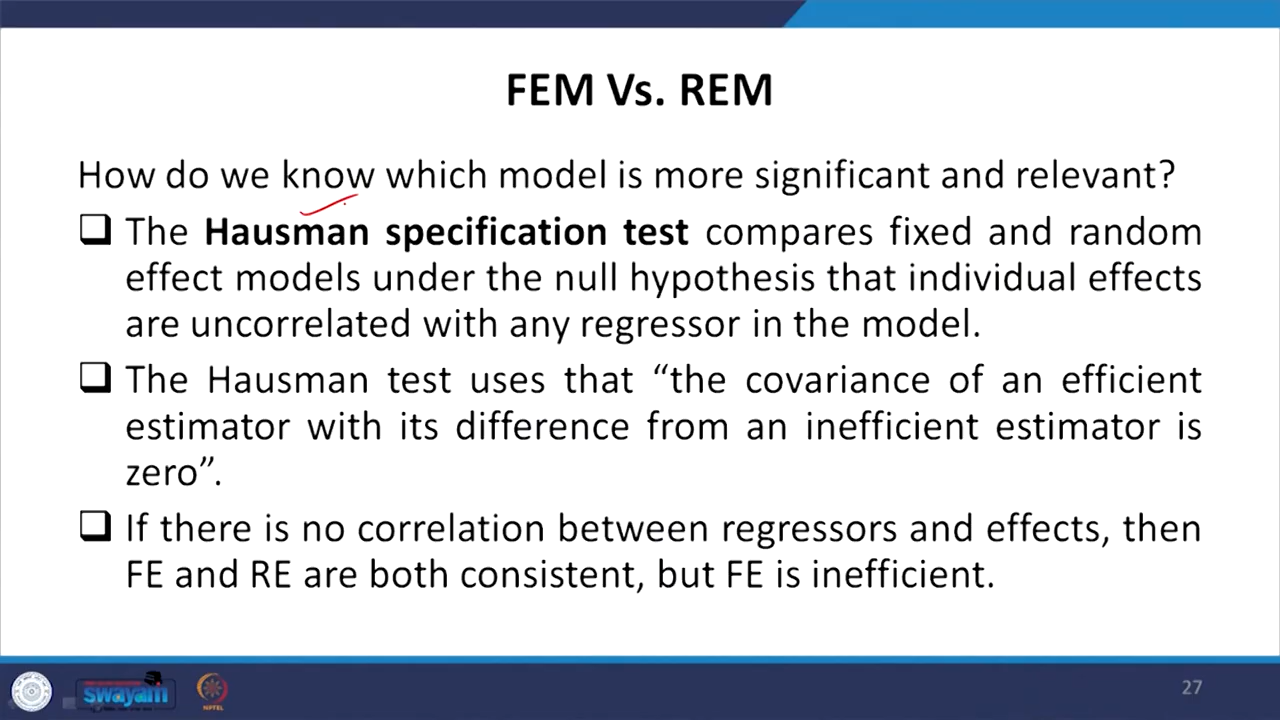 FEM Vs. REM
How do we know which model is more significant and relevant?
The Hausman specification test compares fixed and random
effect models under the null hypothesis that individual effects
are uncorrelated with any regressor in the model.
The Hausman test uses that “the covariance of an efficient
estimator with its difference from an inefficient estimator is
zero”.
If there is no correlation between regressors and effects, then
FE and RE are both consistent, but FE is inefficient.
swayam
NPTEL
27